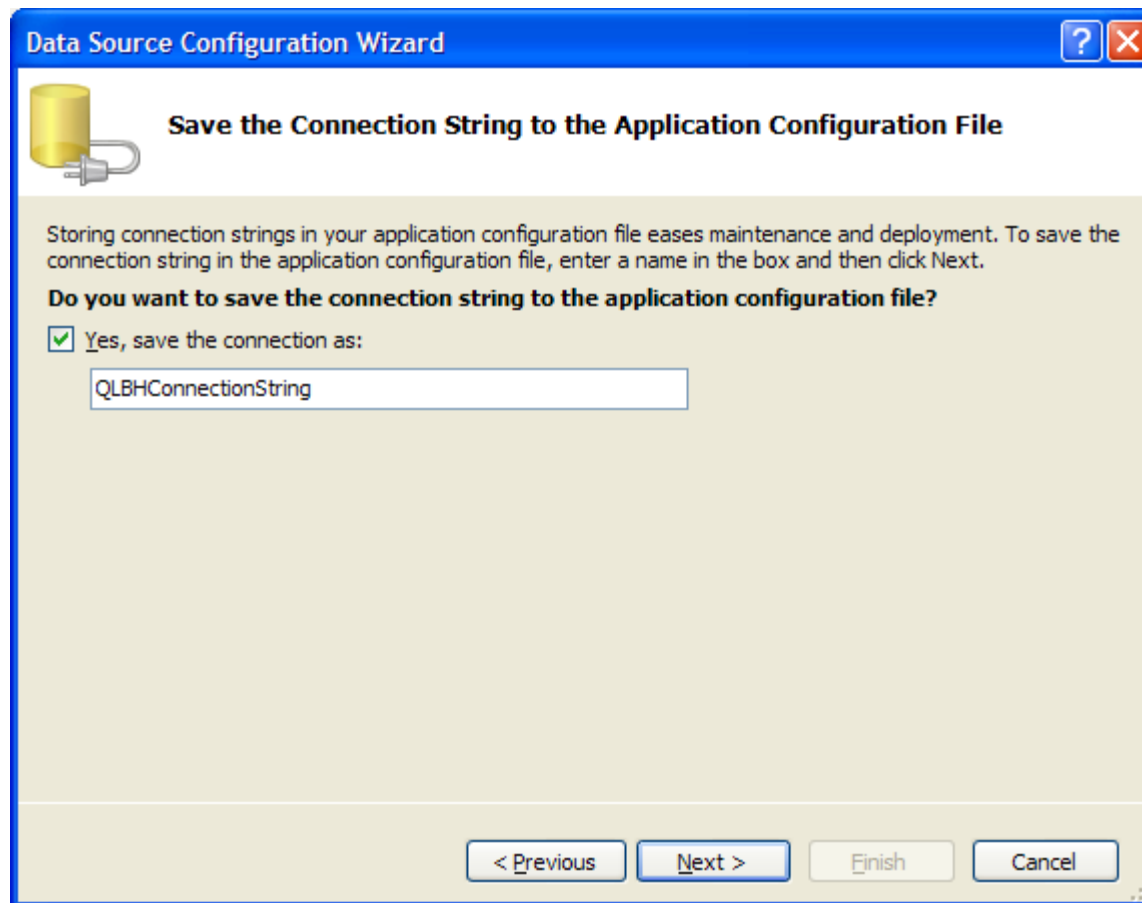 Data Source Configuration Wizard
Save the Connection String to the Application Configuration File
Storing connection strings in your application configuration file eases maintenance and deployment. To save the
connection string in the application configuration file, enter a name in the box and then click Next.
Do you want to save the connection string to the application configuration file?
Yes, save the connection as:
QLBHConnectionString
< Previous Next > Finish Cancel